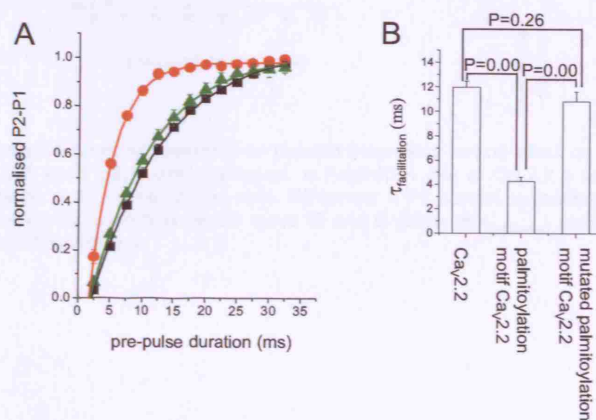 A
normalised P2-P1
1.0
0.8
0.6
0.4
0.2
0.0
0 5 10 15 20 25 30 35
pre-pulse duration (ms)
B
P=0.26
P=0.00 P=0.00
τfacilitation (ms)
14
12
10
8
6
4
2
0
CaV2.2
palmitoylation
motif CaV2.2
mutated palmitoylation
motif CaV2.2